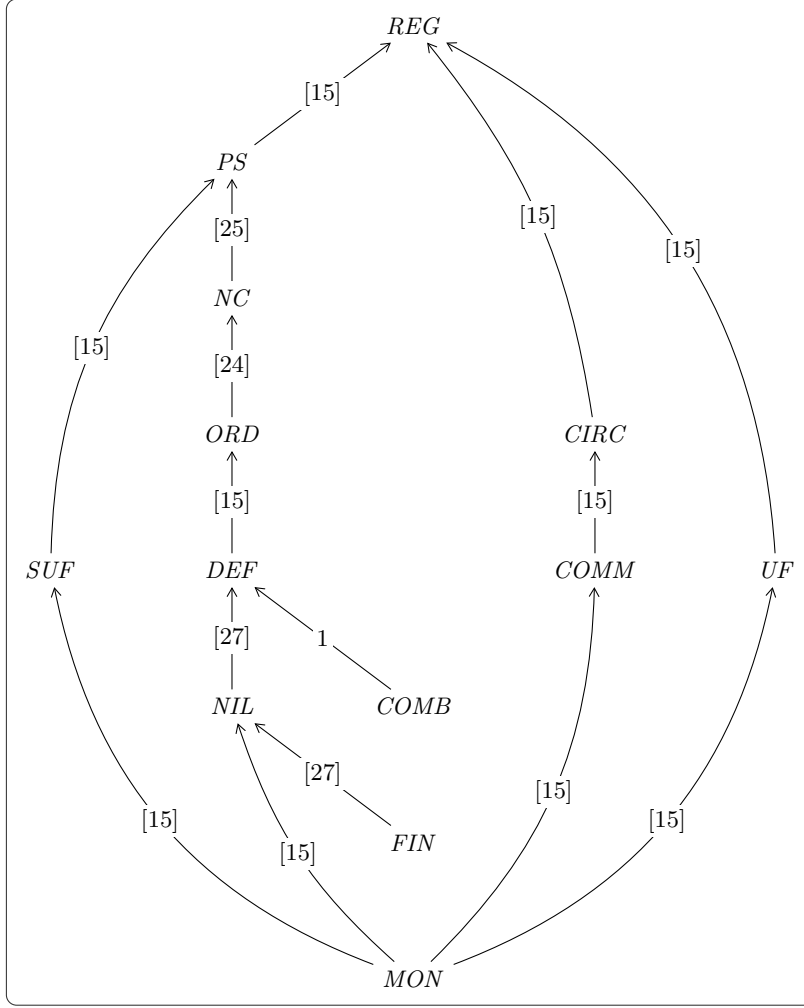 REG
[15]
PS
[15]
[25]
[15]
NC
[15]
[24]
ORD
CIRC
[15]
[15]
SUF
DEF
COMM
UF
[27]
1
NIL
COMB
[27]
[15]
[15]
[15]
FIN
[15]
MON